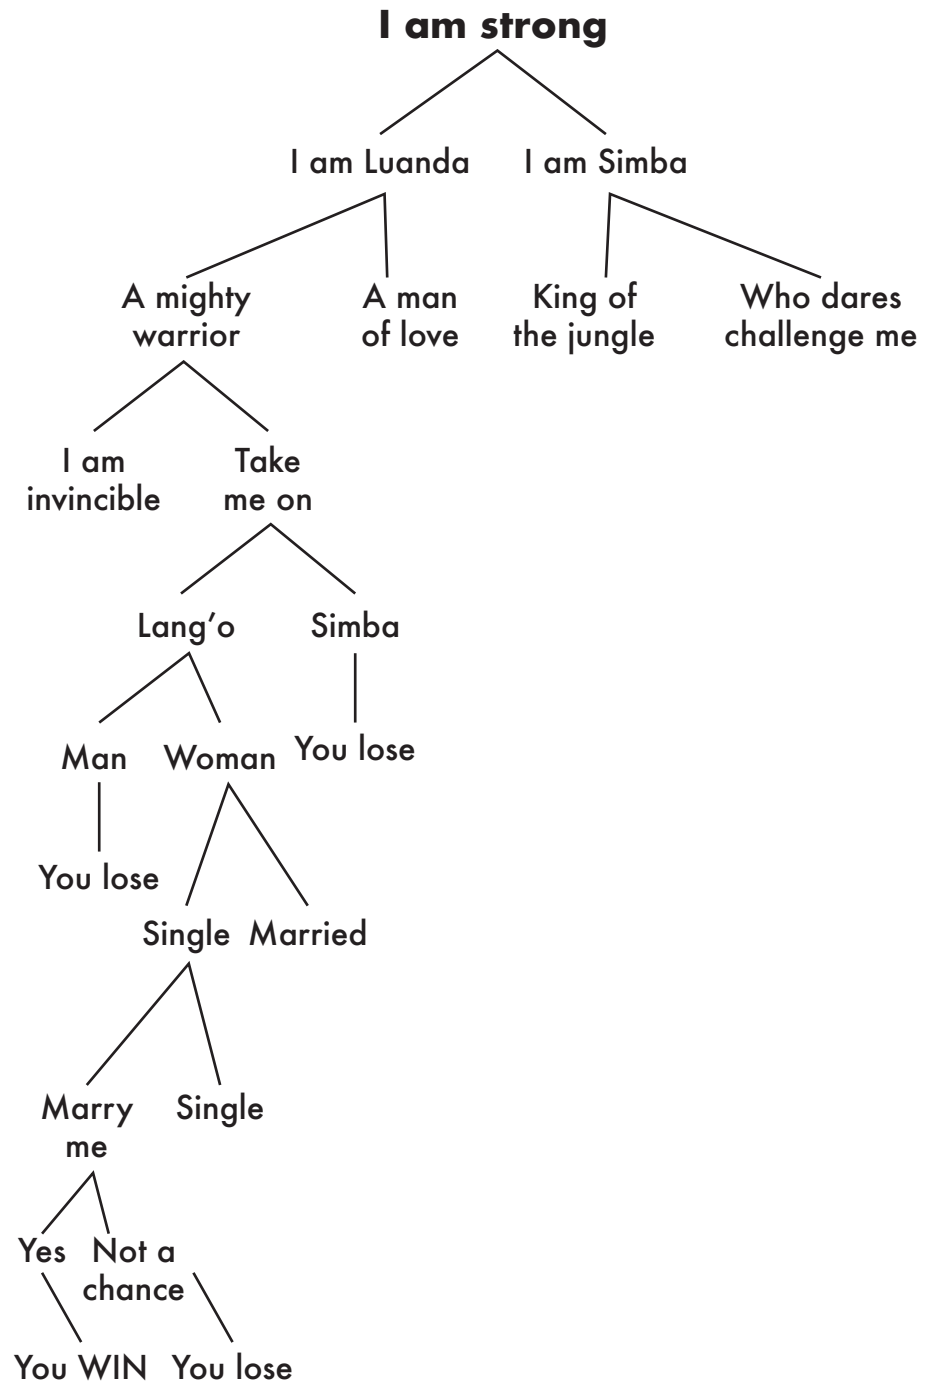 I am strong
I am Luanda
I am Simba
A mighty
warrior
A man
of love
King of
the jungle
Who dares
challenge me
I am
invincible
Take
me on
Lang’o
Simba
Man
Woman
You lose
You lose
Single
Married
Marry
me
Single
Yes
Not a
chance
You WIN
You lose